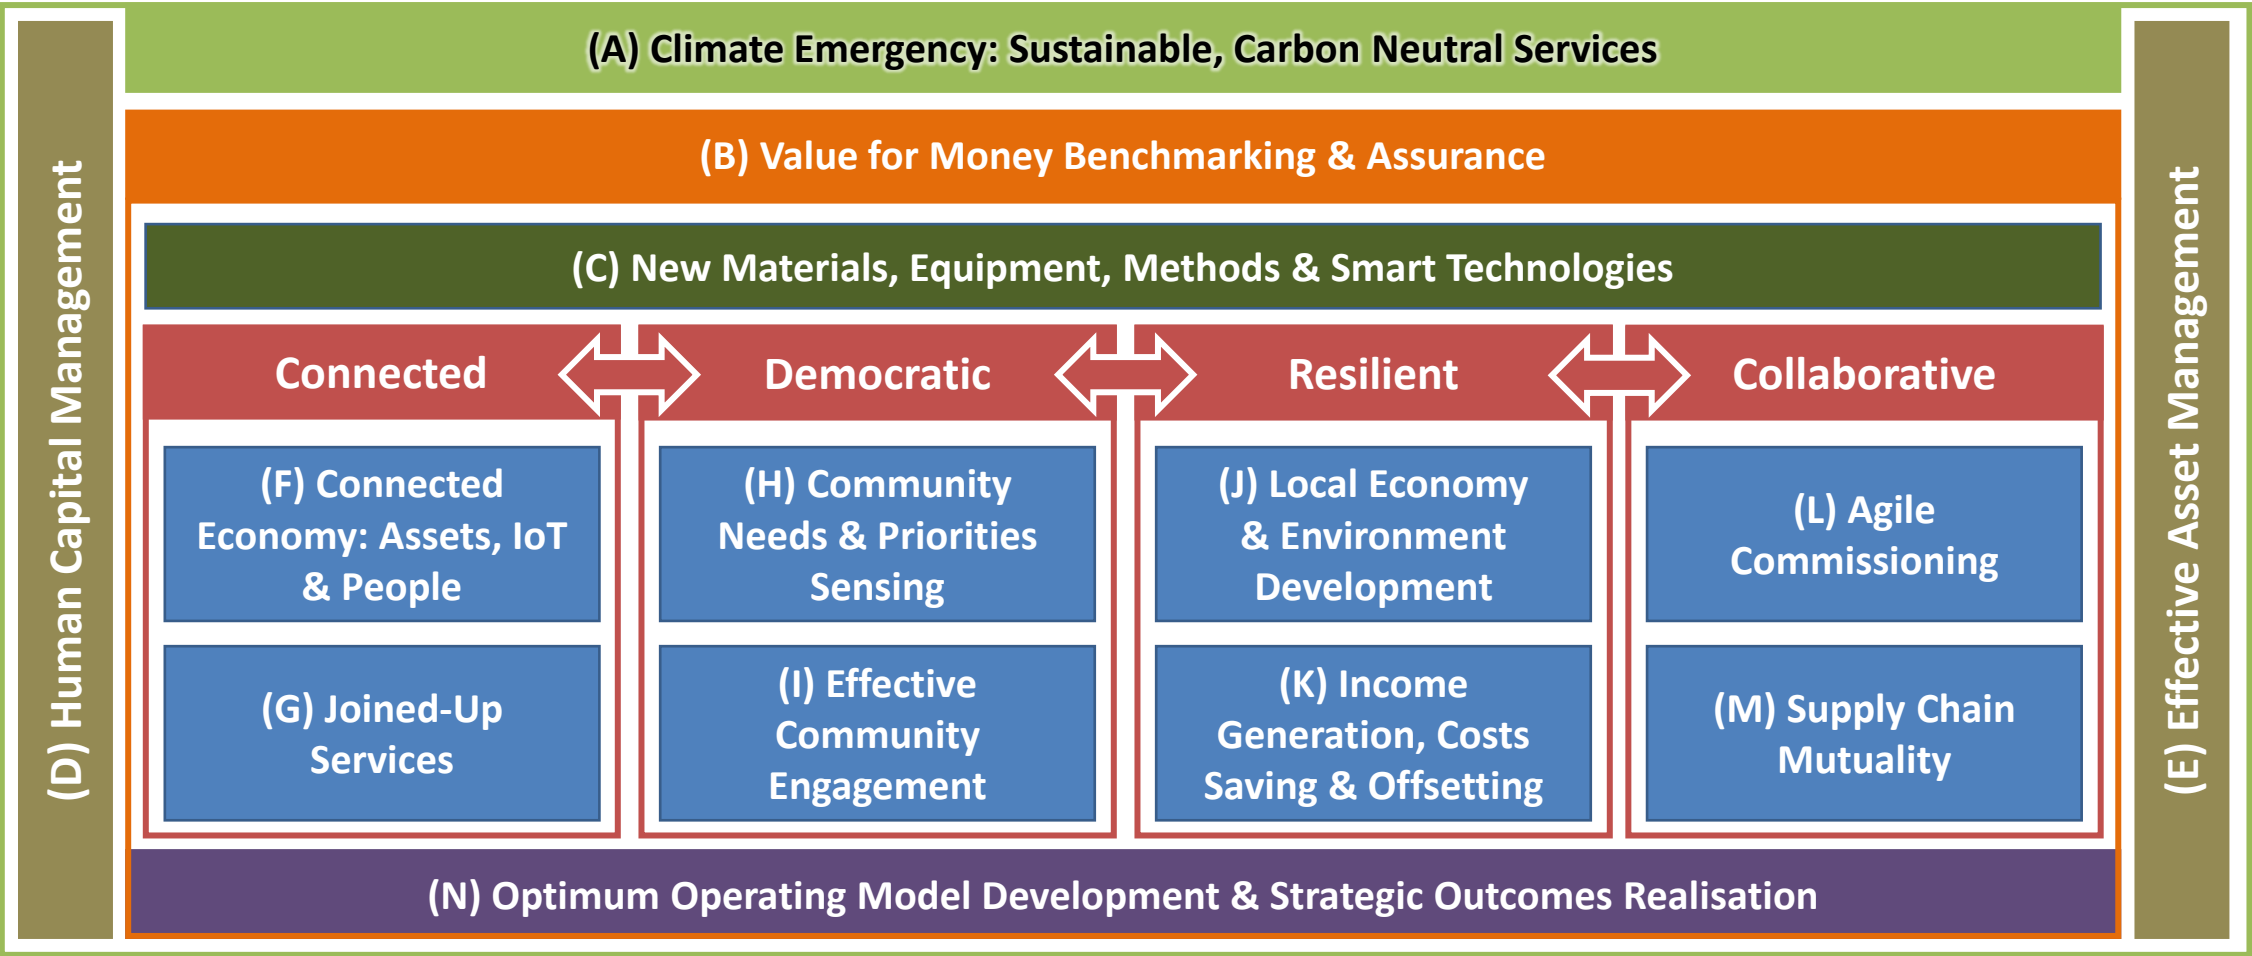 (A) Climate Emergency: Sustainable, Carbon Neutral Services
(B) Value for Money Benchmarking & Assurance
(C) New Materials, Equipment, Methods & Smart Technologies
(D) Human Capital Management
(E) Effective Asset Management
Connected
Democratic
Resilient
Collaborative
(F) Connected
Economy: Assets, IoT
& People
(G) Joined-Up
Services
(H) Community
Needs & Priorities
Sensing
(I) Effective
Community
Engagement
(J) Local Economy
& Environment
Development
(K) Income
Generation, Costs
Saving & Offsetting
(L) Agile
Commissioning
(M) Supply Chain
Mutuality
(N) Optimum Operating Model Development & Strategic Outcomes Realisation